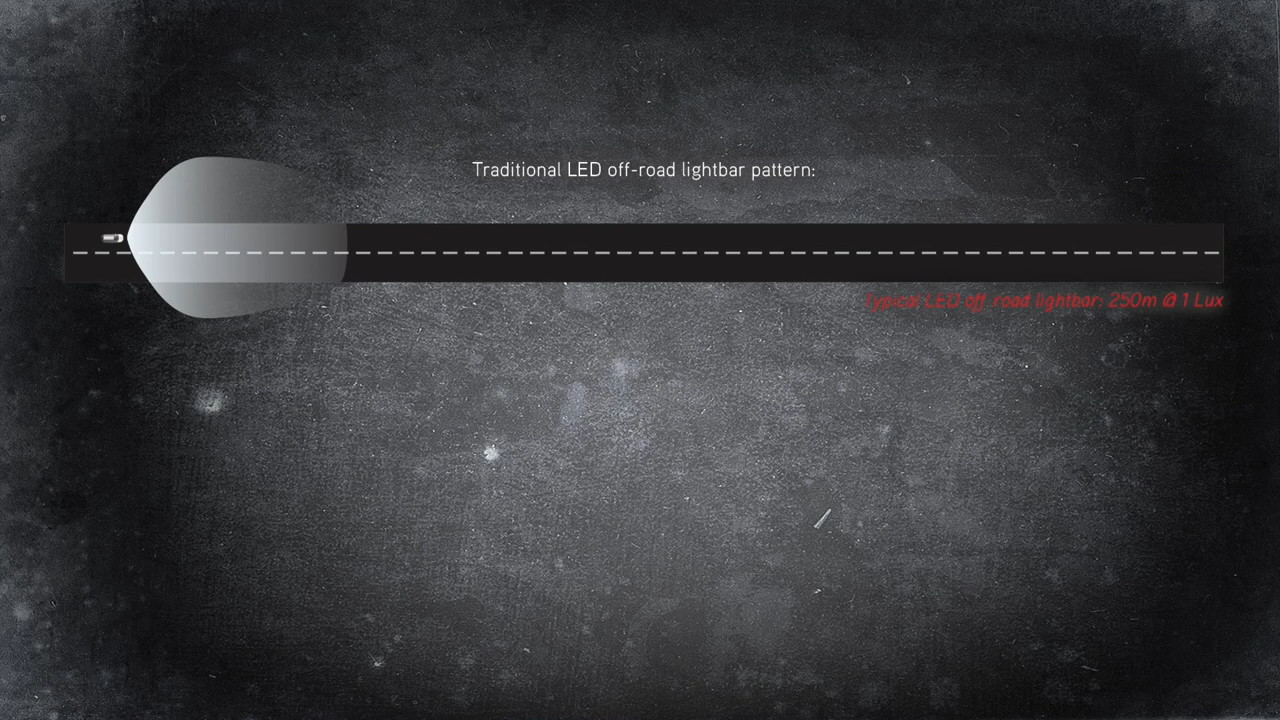 Traditional LED off-road lightbar pattern:
Typical LED off-road lightbar: 250m @ 1 Lux